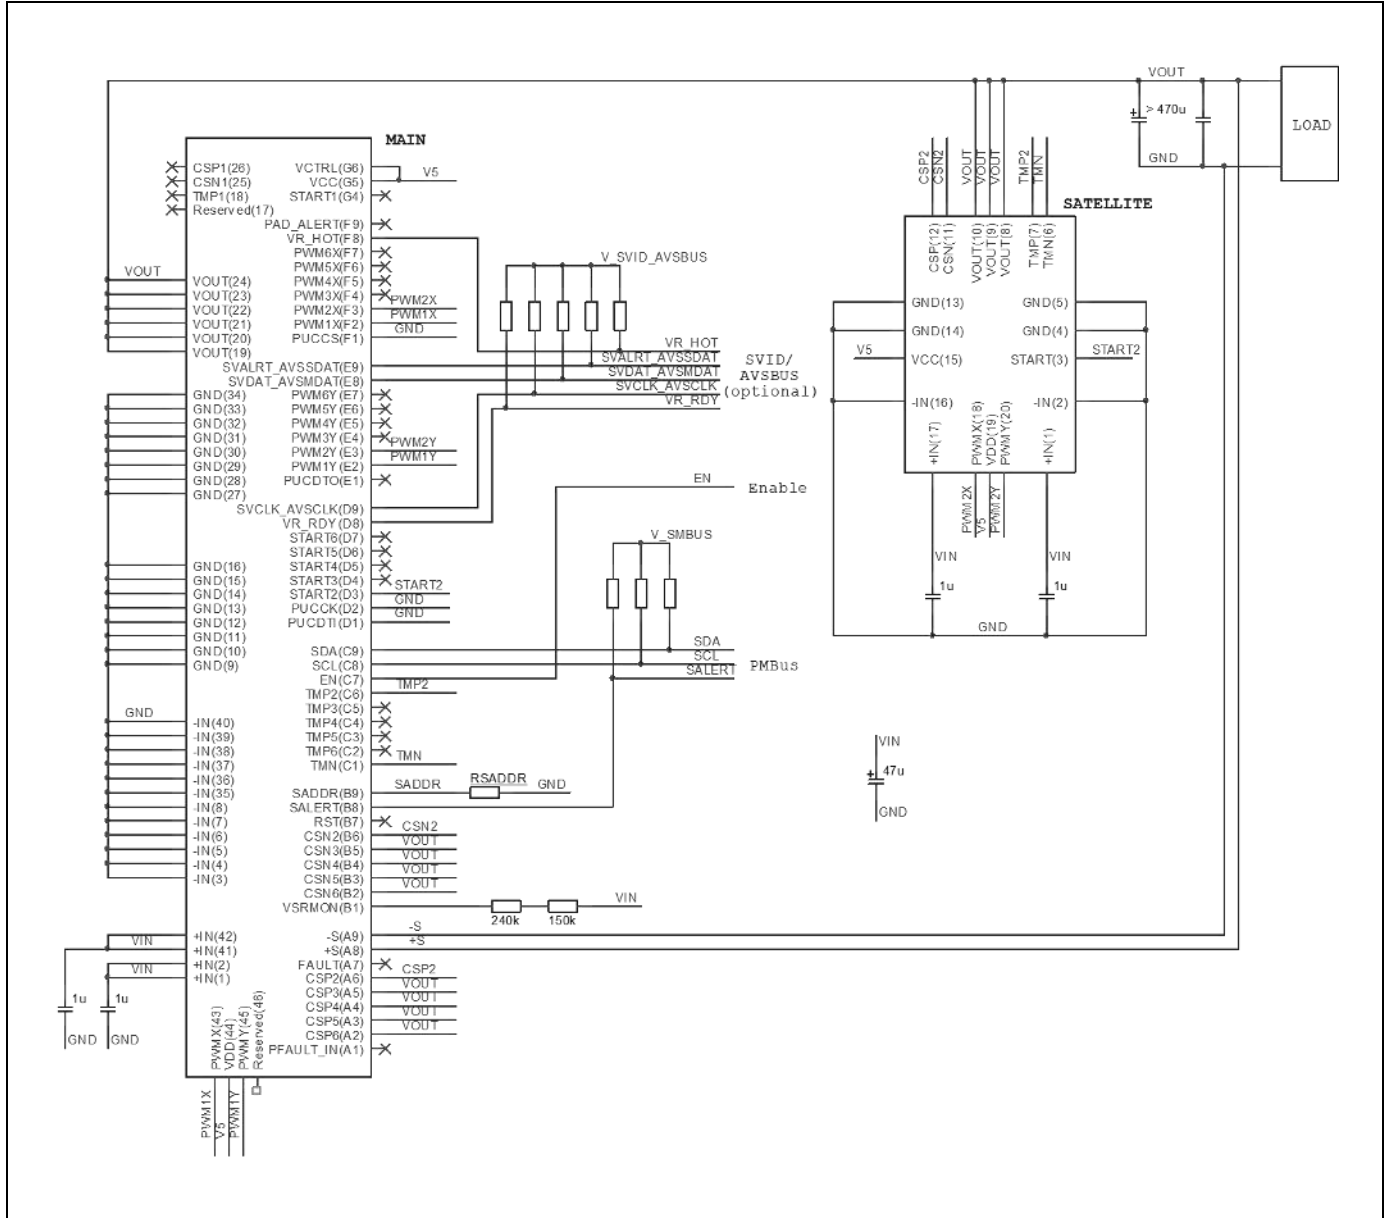 VOUT
> 470u
GND
LOAD
MAIN
CSP1(26)
CSN1(25)
TMP1(18)
Reserved(17)
VOUT
VOUT(24)
VOUT(23)
VOUT(22)
VOUT(21)
VOUT(20)
VOUT(19)
GND(34)
GND(33)
GND(32)
GND(31)
GND(30)
GND(29)
GND(28)
GND(27)
GND(16)
GND(15)
GND(14)
GND(13)
GND(12)
GND(11)
GND(10)
GND(9)
GND
-IN(40)
-IN(39)
-IN(38)
-IN(37)
-IN(36)
-IN(35)
-IN(8)
-IN(7)
-IN(6)
-IN(5)
-IN(4)
-IN(3)
VIN
+IN(42)
+IN(41)
VIN
+IN(2)
+IN(1)
1u
1u
GND
GND
PWMX(43)
VDD(44)
PWMY(45)
Reserved(46)
PWM1X
V5
PWM1Y
VCTRL(G6)
VCC(G5)
V5
START1(G4)
PAD_ALERT(F9)
VR_HOT(F8)
PWM6X(F7)
PWM5X(F6)
PWM4X(F5)
PWM3X(F4)
PWM2X(F3) PWM2X
PWM1X(F2) PWM1X
PUCCS(F1) GND
SVALRT_AVSSDAT(E9)
SVDAT_AVSMDAT(E8)
PWM6Y(E7)
PWM5Y(E6)
PWM4Y(E5)
PWM3Y(E4)
PWM2Y(E3) PWM2Y
PWM1Y(E2) PWM1Y
PUCDTO(E1)
SVCLK_AVSCLK(D9)
VR_RDY(D8)
START6(D7)
START5(D6)
START4(D5)
START3(D4)
START2(D3) START2
PUCCK(D2) GND
PUCDTI(D1) GND
SDA(C9)
SCL(C8)
EN(C7)
TMP2(C6) TMP2
TMP3(C5)
TMP4(C4)
TMP5(C3)
TMP6(C2)
TMN(C1) TMN
SADDR(B9) SADDR RSADDR GND
SALERT(B8)
RST(B7)
CSN2(B6) CSN2
CSN3(B5) VOUT
CSN4(B4) VOUT
CSN5(B3) VOUT
CSN6(B2) VOUT
VSRMON(B1) 240k 150k VIN
-S(A9) -S
+S(A8) +S
FAULT(A7)
CSP2(A6) CSP2
CSP3(A5) VOUT
CSP4(A4) VOUT
CSP5(A3) VOUT
CSP6(A2) VOUT
PFAULT_IN(A1)
V_SVID_AVSBUS
VR_HOT
SVALRT_AVSSDAT
SVDAT_AVSMDAT
SVCLK_AVSCLK
VR_RDY
SVID/
AVSBUS
(optional)
EN
Enable
V_SMBUS
SDA
SCL
SALERT
PMBus
SATELLITE
CSP2
CSN2
VOUT
VOUT
VOUT
TMP2
TMN
CSP(12)
CSN(11)
VOUT(10)
VOUT(9)
VOUT(8)
TMP(7)
TMN(6)
GND(13)
GND(14)
V5
VCC(15)
-IN(16)
GND(5)
GND(4)
START(3)
START2
-IN(2)
+IN(17)
PWMX(18)
VDD(19)
PWMY(20)
+IN(1)
PWM2X
V5
PWM2Y
VIN
VIN
1u
1u
GND
VIN
+ 47u
GND